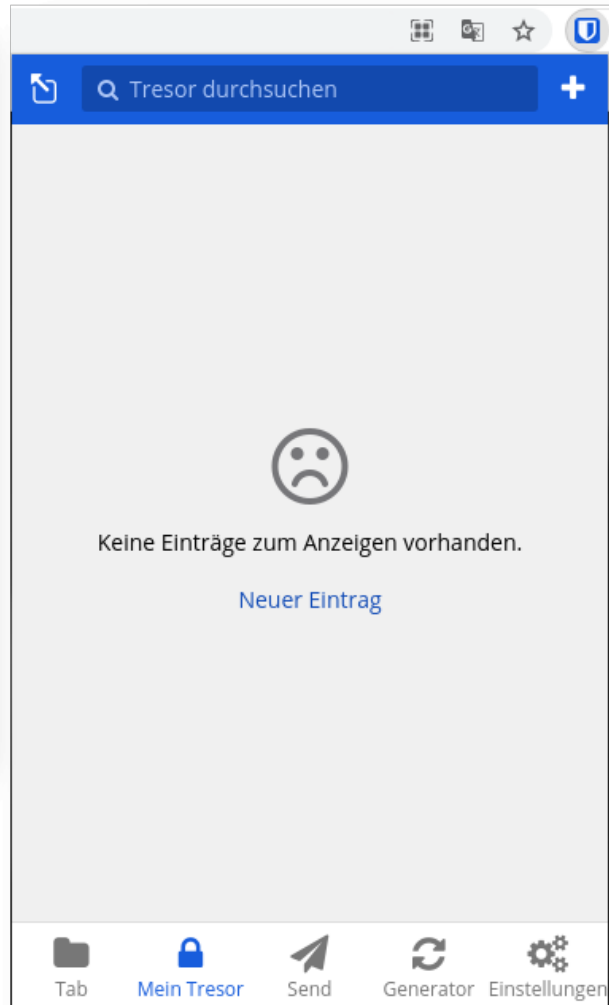 Tresor durchsuchen
Keine Einträge zum Anzeigen vorhanden.
Neuer Eintrag
Tab Mein Tresor Send Generator Einstellungen